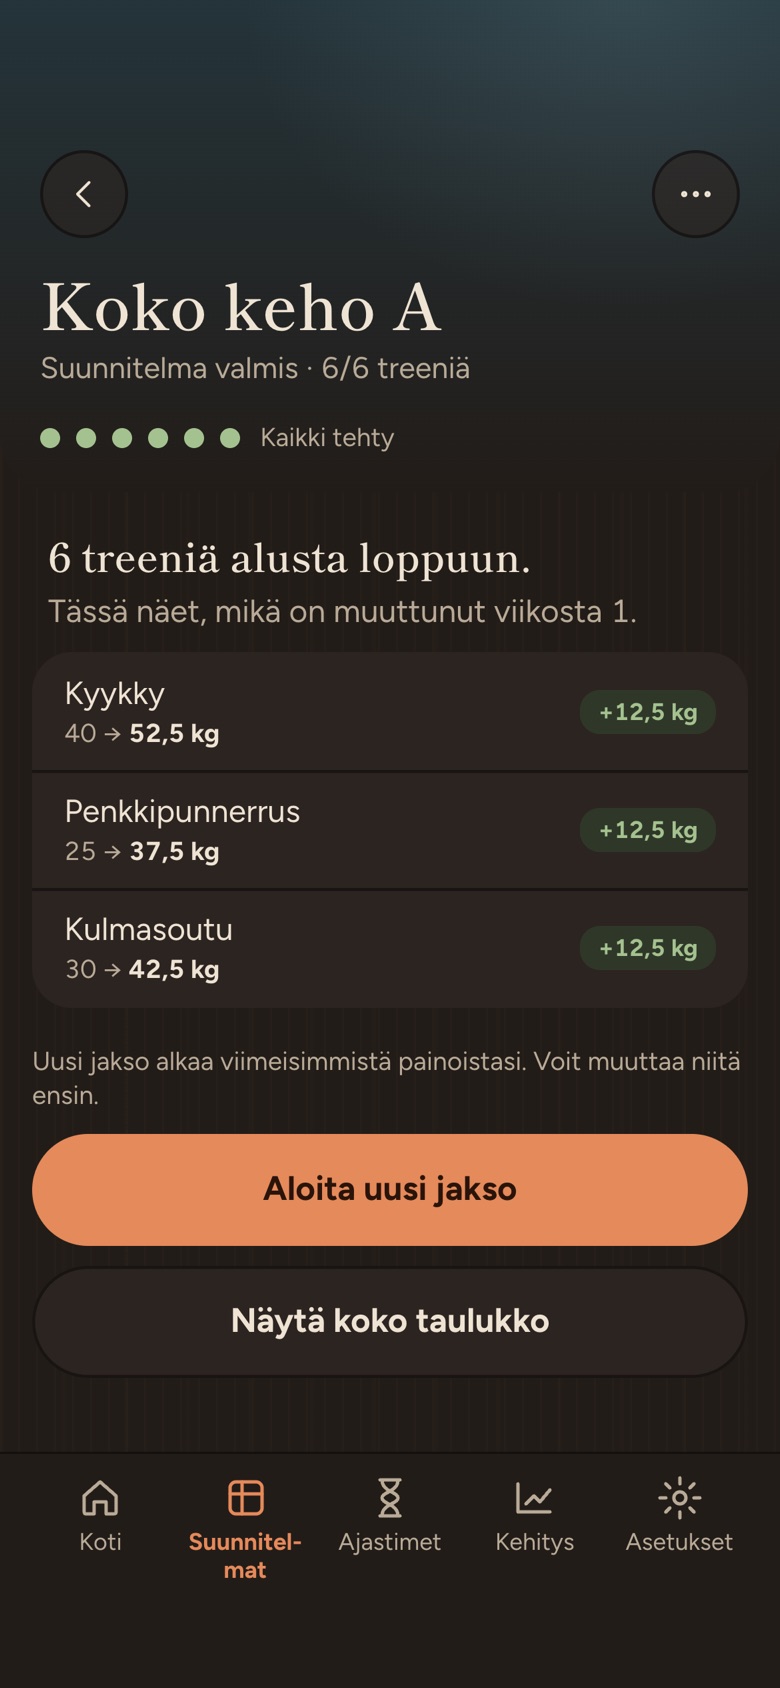 Koko keho A
Suunnitelma valmis · 6/6 treeniä
Kaikki tehty
6 treeniä alusta loppuun.
Tässä näet, mikä on muuttunut viikosta 1.
Kyykky
40 → 52,5 kg
+12,5 kg
Penkkipunnerrus
25 → 37,5 kg
+12,5 kg
Kulmasoutu
30 → 42,5 kg
+12,5 kg
Uusi jakso alkaa viimeisimmistä painoistasi. Voit muuttaa niitä
ensin.
Aloita uusi jakso
Näytä koko taulukko
Koti
Suunnitel-
mat
Ajastimet
Kehitys
Asetukset